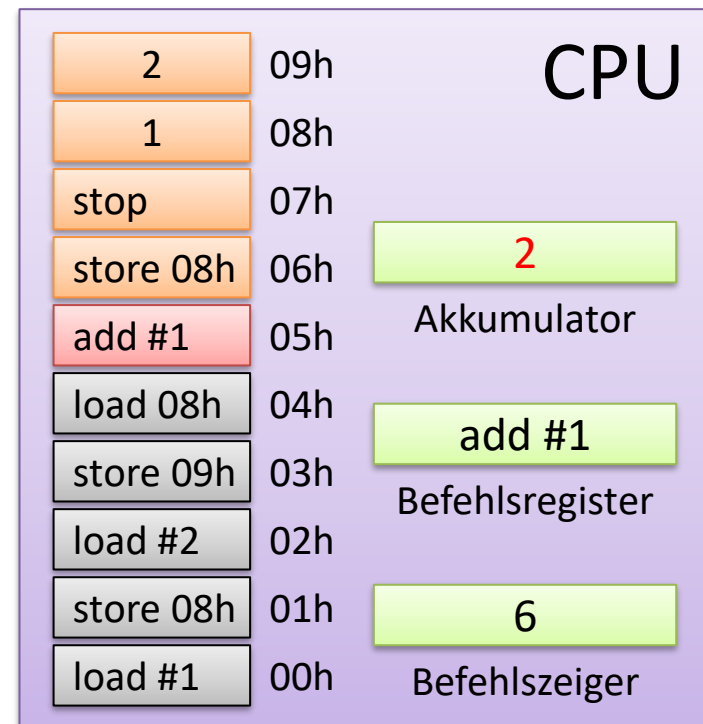 CPU
2 09h
1 08h
stop 07h
store 08h 06h
add #1 05h
load 08h 04h
store 09h 03h
load #2 02h
store 08h 01h
load #1 00h
2
Akkumulator
add #1
Befehlsregister
6
Befehlszeiger